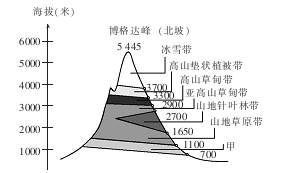 海拔(米)
博格达峰 (北坡)
5 445
6000
5000
4000
3000
2000
1000
冰雪带
高山垫状植被带
3700
高山草甸带
3300
亚高山草甸带
2900
山地针叶林带
2700
山地草原带
1650
甲
1100
700